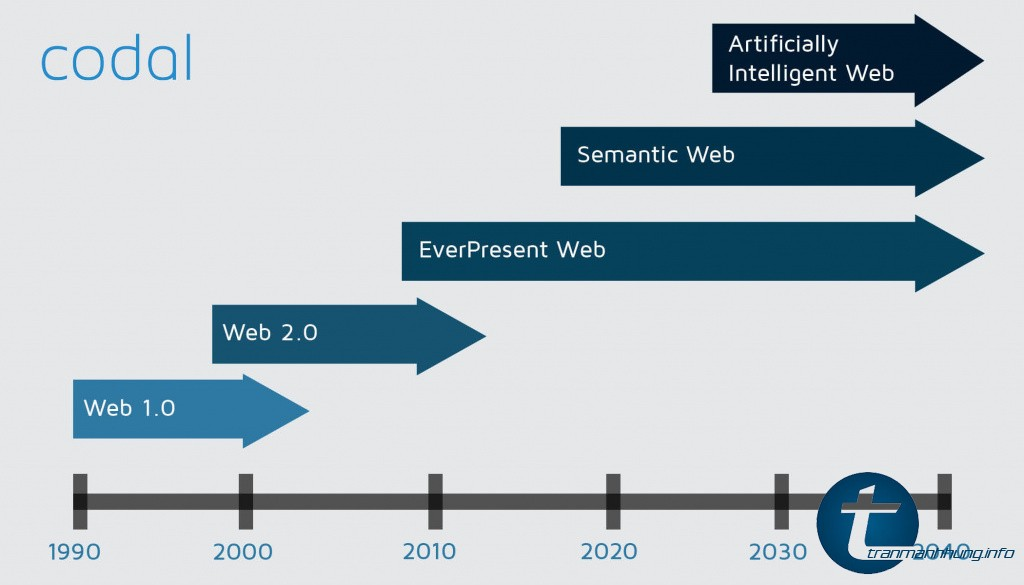 codal
Artificially
Intelligent Web
Semantic Web
EverPresent Web
Web 2.0
Web 1.0
1990 2000 2010 2020 2030 2040
tranmanhhung.info